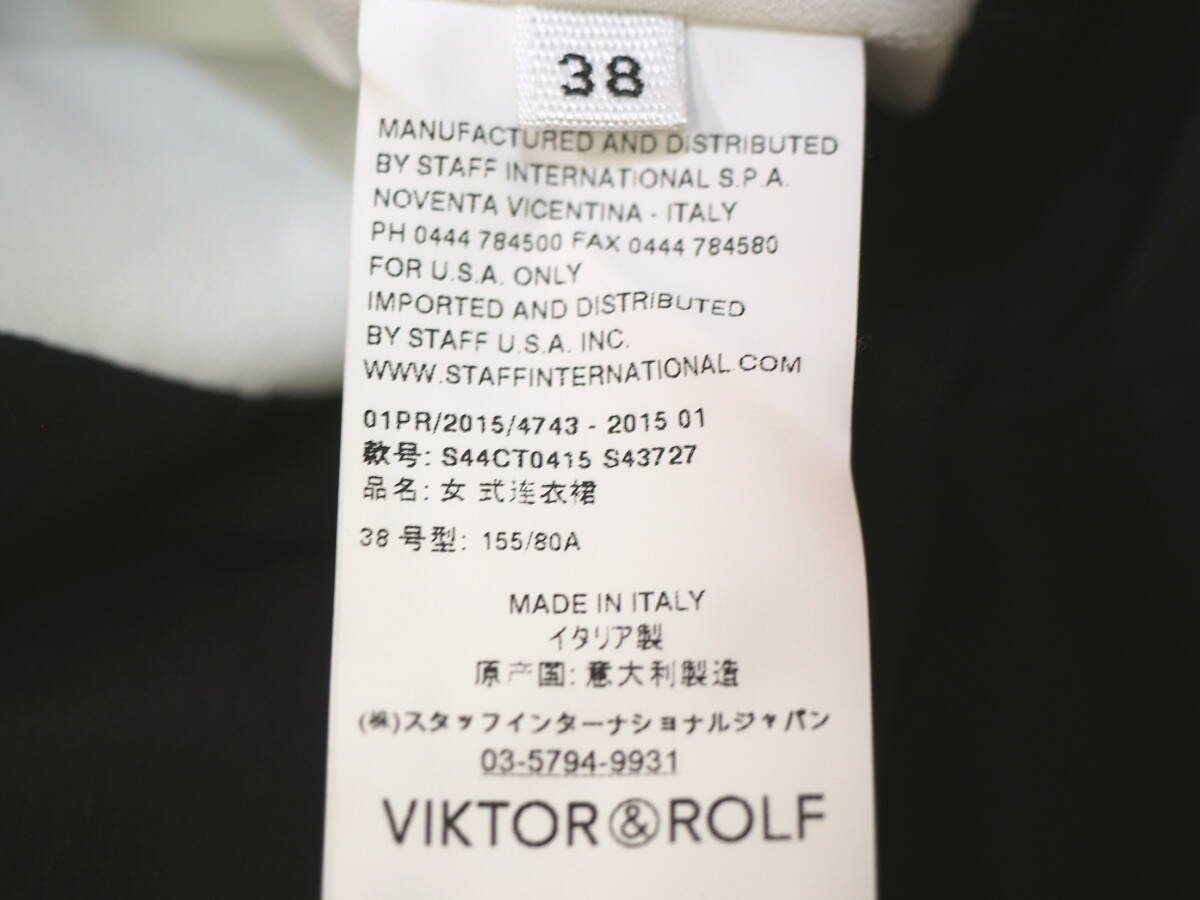 38
MANUFACTURED AND DISTRIBUTED
BY STAFF INTERNATIONAL S.P.A.
NOVENTA VICENTINA - ITALY
PH 0444 784500 FAX 0444 784580
FOR U.S.A. ONLY
IMPORTED AND DISTRIBUTED
BY STAFF U.S.A. INC.
WWW.STAFFINTERNATIONAL.COM
01PR/2015/4743 - 2015 01
款号: S44CT0415 S43727
品名: 女 式连衣裙
38 号型: 155/80A
MADE IN ITALY
イタリア製
原产国: 意大利製造
(株)スタッフインターナショナルジャパン
03-5794-9931
VIKTOR&ROLF